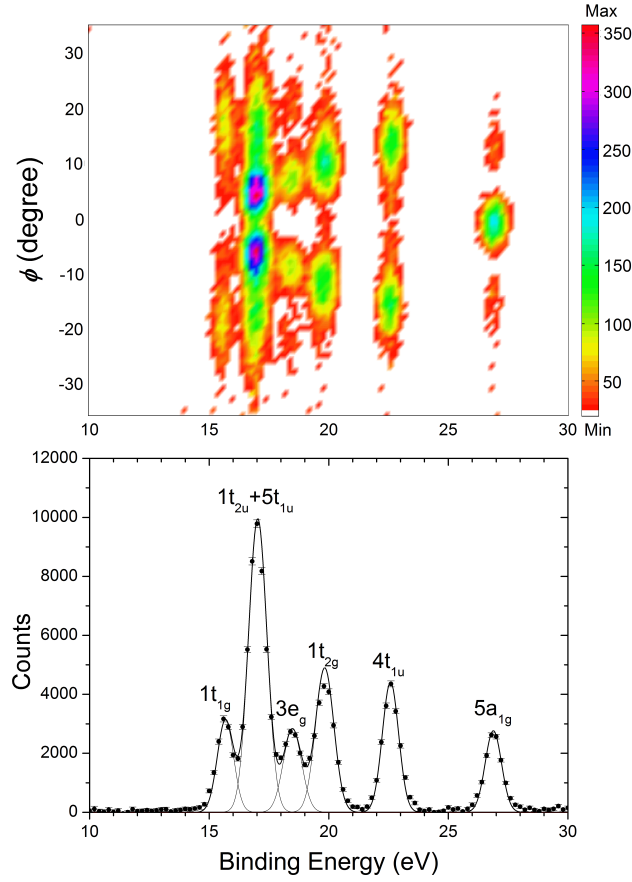 Max
350
300
250
200
150
100
50
Min
30
20
10
0
-10
-20
-30
ϕ (degree)
10 15 20 25 30
12000
10000
8000
6000
4000
2000
0
Counts
1t2u+5t1u
1t1g
3eg
1t2g
4t1u
5a1g
10 15 20 25 30
Binding Energy (eV)